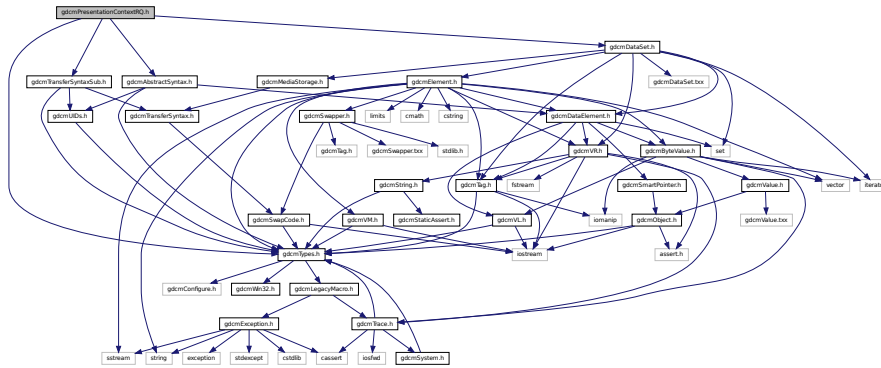 gdcmPresentationContextRQ.h
gdcmDataSet.h
gdcmTransferSyntaxSub.h
gdcmAbstractSyntax.h
gdcmMediaStorage.h
gdcmElement.h
gdcmDataSet.txx
gdcmUIDs.h
gdcmTransferSyntax.h
gdcmSwapper.h
limits
cmath
cstring
gdcmDataElement.h
gdcmTag.h
gdcmSwapper.txx
stdlib.h
gdcmVR.h
gdcmByteValue.h
set
gdcmString.h
gdcmTag.h
fstream
gdcmSmartPointer.h
gdcmValue.h
vector
gdcmSwapCode.h
gdcmVM.h
gdcmStaticAssert.h
gdcmVL.h
iomanip
gdcmObject.h
gdcmValue.txx
gdcmTypes.h
iostream
assert.h
gdcmConfigure.h
gdcmWin32.h
gdcmLegacyMacro.h
gdcmException.h
gdcmTrace.h
sstream
string
exception
stdexcept
cstdlib
cassert
iosfwd
gdcmSystem.h